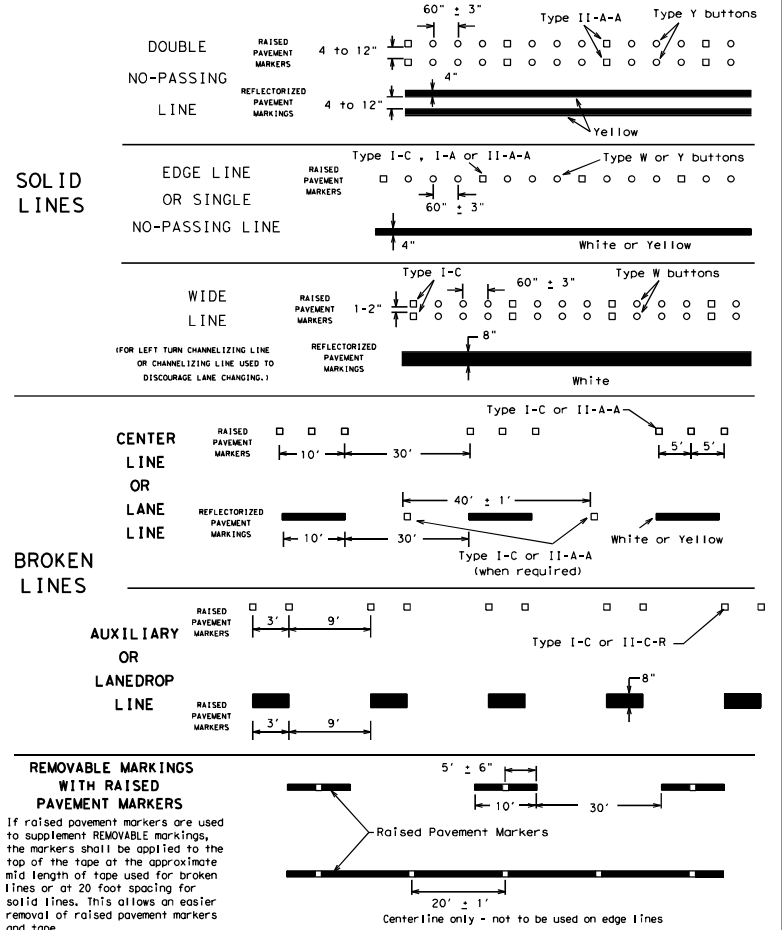 60" ± 3"
Type II-A-A
Type Y buttons
DOUBLE
NO-PASSING
LINE
RAISED
PAVEMENT
MARKERS
4 to 12"
REFLECTORIZED
PAVEMENT
MARKINGS
4 to 12"
4"
Yellow
SOLID
LINES
EDGE LINE
OR SINGLE
NO-PASSING LINE
RAISED
PAVEMENT
MARKERS
Type I-C , I-A or II-A-A
Type W or Y buttons
60" ± 3"
4"
White or Yellow
WIDE
LINE
(FOR LEFT TURN CHANNELIZING LINE
OR CHANNELIZING LINE USED TO
DISCOURAGE LANE CHANGING.)
RAISED
PAVEMENT
MARKERS
1-2"
Type I-C
60" ± 3"
Type W buttons
REFLECTORIZED
PAVEMENT
MARKINGS
8"
White
BROKEN
LINES
CENTER
LINE
OR
LANE
LINE
RAISED
PAVEMENT
MARKERS
10'
30'
Type I-C or II-A-A
5'
5'
REFLECTORIZED
PAVEMENT
MARKINGS
10'
30'
40' ± 1'
Type I-C or II-A-A
(when required)
White or Yellow
AUXILIARY
OR
LANEDROP
LINE
RAISED
PAVEMENT
MARKERS
3'
9'
Type I-C or II-C-R
RAISED
PAVEMENT
MARKERS
3'
9'
8"
REMOVABLE MARKINGS
WITH RAISED
PAVEMENT MARKERS
If raised pavement markers are used
to supplement REMOVABLE markings,
the markers shall be applied to the
top of the tape at the approximate
mid length of tape used for broken
lines or at 20 foot spacing for
solid lines. This allows an easier
removal of raised pavement markers
and tape
5' ± 6"
10'
30'
Raised Pavement Markers
20' ± 1'
Centerline only - not to be used on edge lines